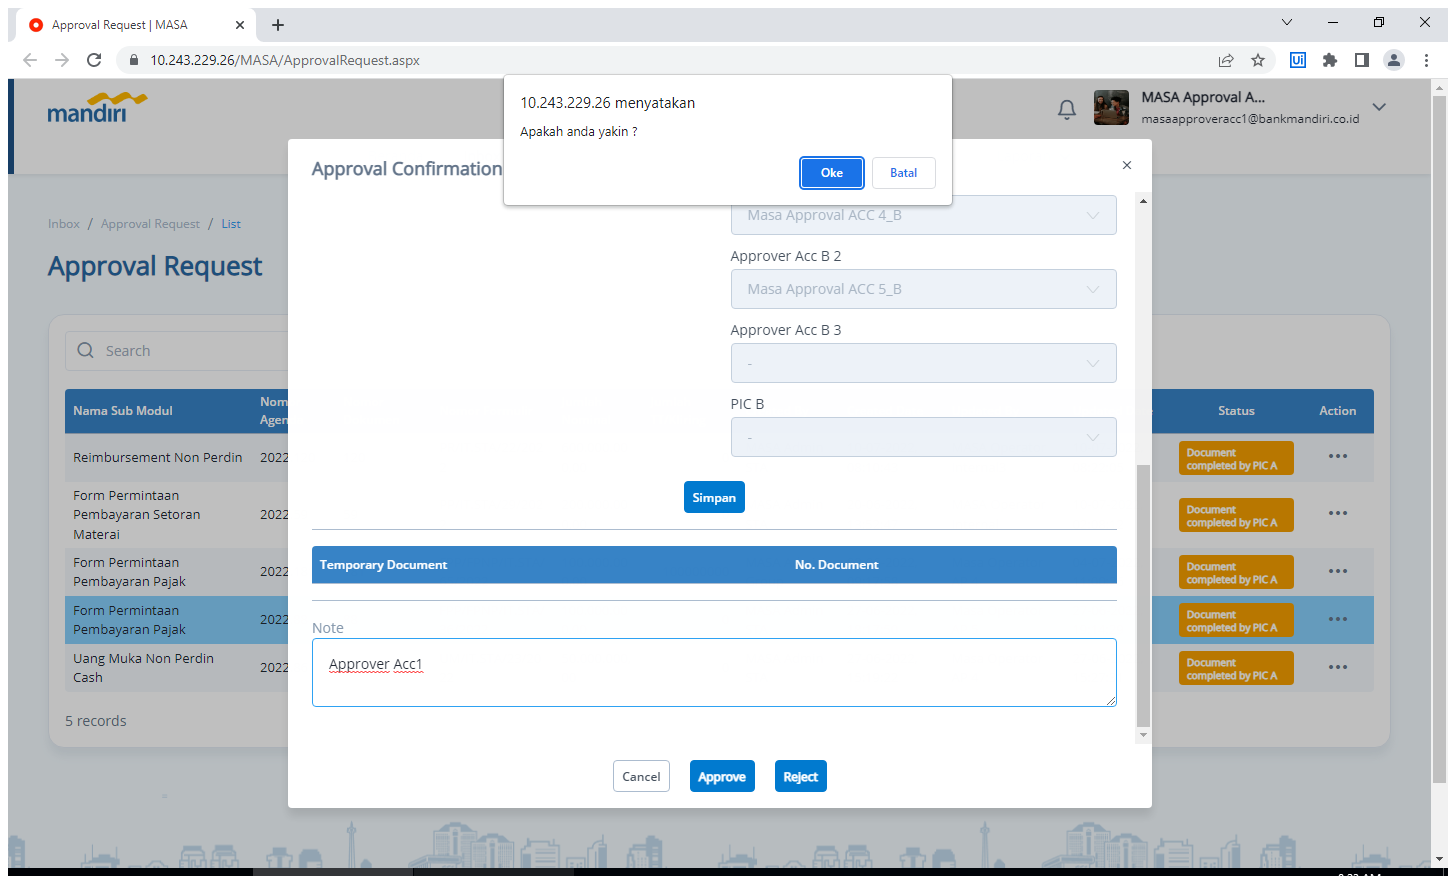 Approval Request | MASA
10.243.229.26/MASA/ApprovalRequest.aspx
Ui
10.243.229.26 menyatakan
Apakah anda yakin ?
Oke
Batal
mandiri
MASA Approval A...
masaapproveracc1@bankmandiri.co.id
Approval Confirmation
Inbox / Approval Request / List
Approval Request
Search
Masa Approval ACC 4_B
Approver Acc B 2
Masa Approval ACC 5_B
Approver Acc B 3
-
PIC B
-
Simpan
Temporary Document
No. Document
Note
Approver Acc1
Cancel
Approve
Reject
Nama Sub Modul
Nom
Agen
Status
Action
Reimbursement Non Perdin
2022
Document
completed by PIC A
Form Permintaan
Pembayaran Setoran
Materai
2022
Document
completed by PIC A
Form Permintaan
Pembayaran Pajak
2022
Document
completed by PIC A
Form Permintaan
Pembayaran Pajak
2022
Document
completed by PIC A
Uang Muka Non Perdin
Cash
2022
Document
completed by PIC A
5 records